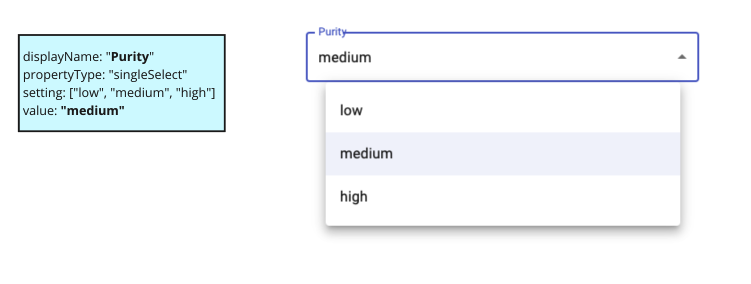 displayName: "Purity"
propertyType: "singleSelect"
setting: ["low", "medium", "high"]
value: "medium"
Purity
medium
low
medium
high